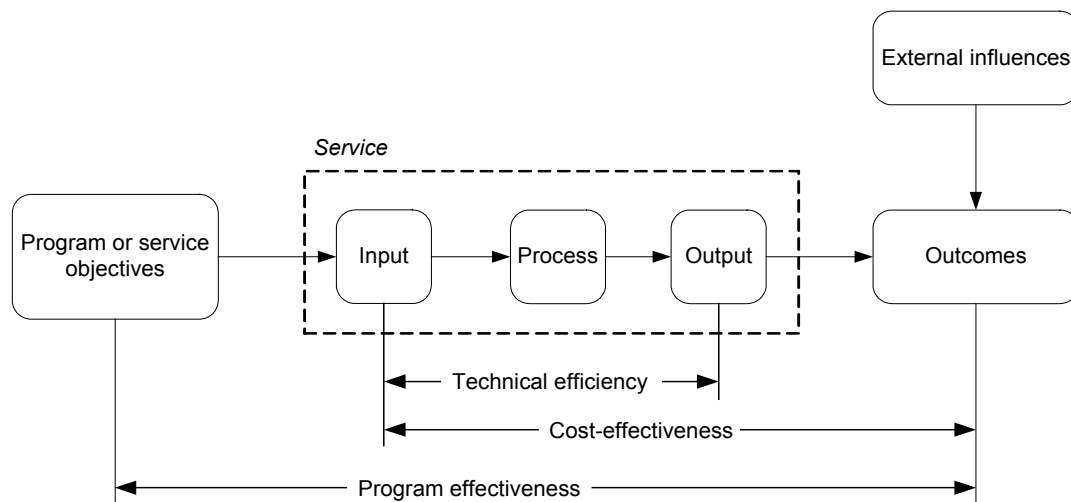 External influences
Service
Program or service
objectives
Input
Process
Output
Outcomes
Technical efficiency
Cost-effectiveness
Program effectiveness